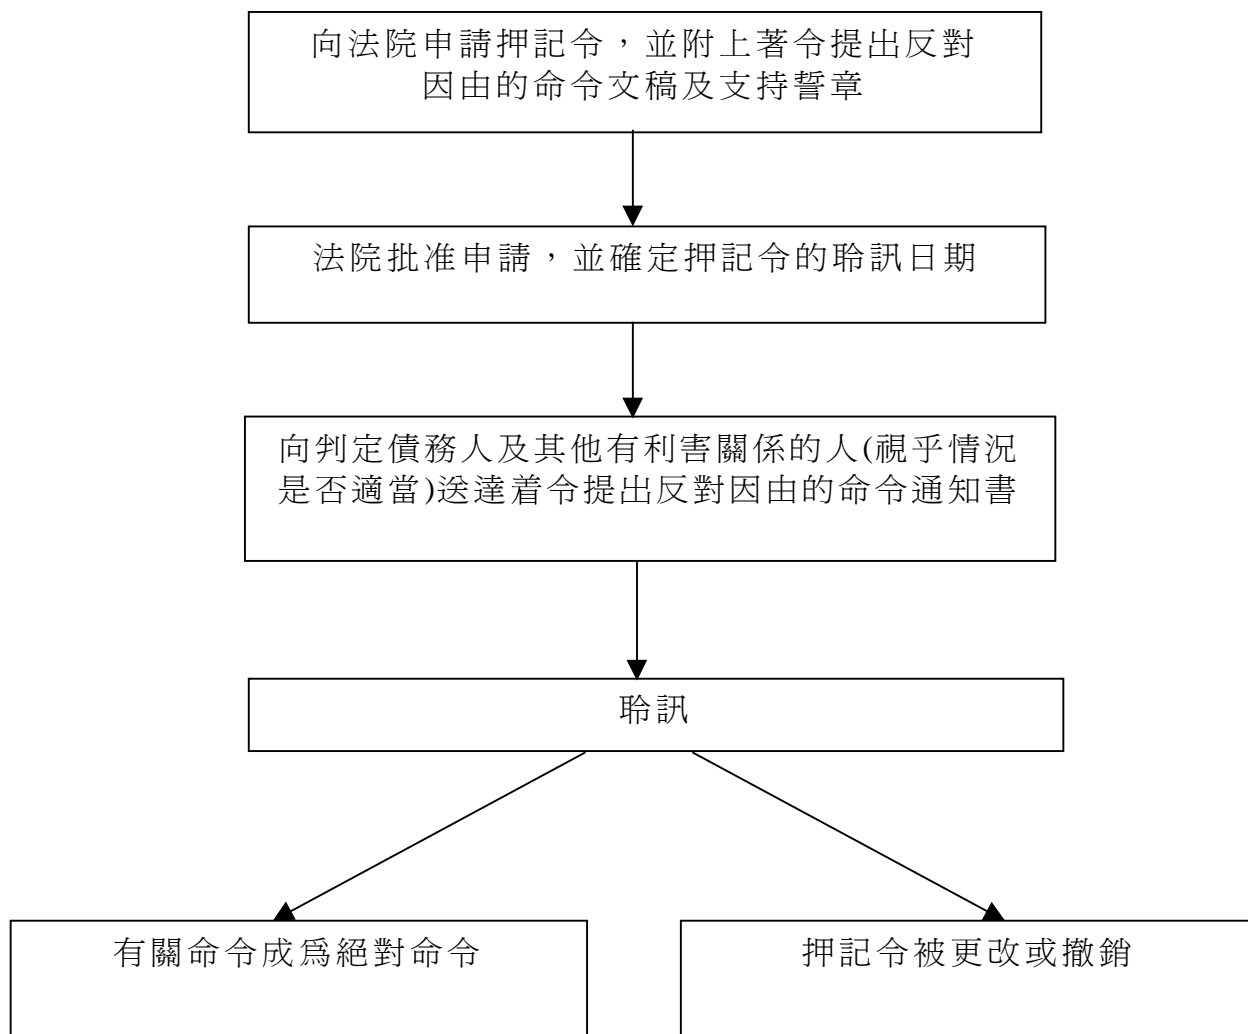 向法院申請押記令，並附上著令提出反對
因由的命令文稿及支持誓章
法院批准申請，並確定押記令的聆訊日期
向判定債務人及其他有利害關係的人(視乎情況
是否適當)送達着令提出反對因由的命令通知書
聆訊
有關命令成爲絕對命令
押記令被更改或撤銷